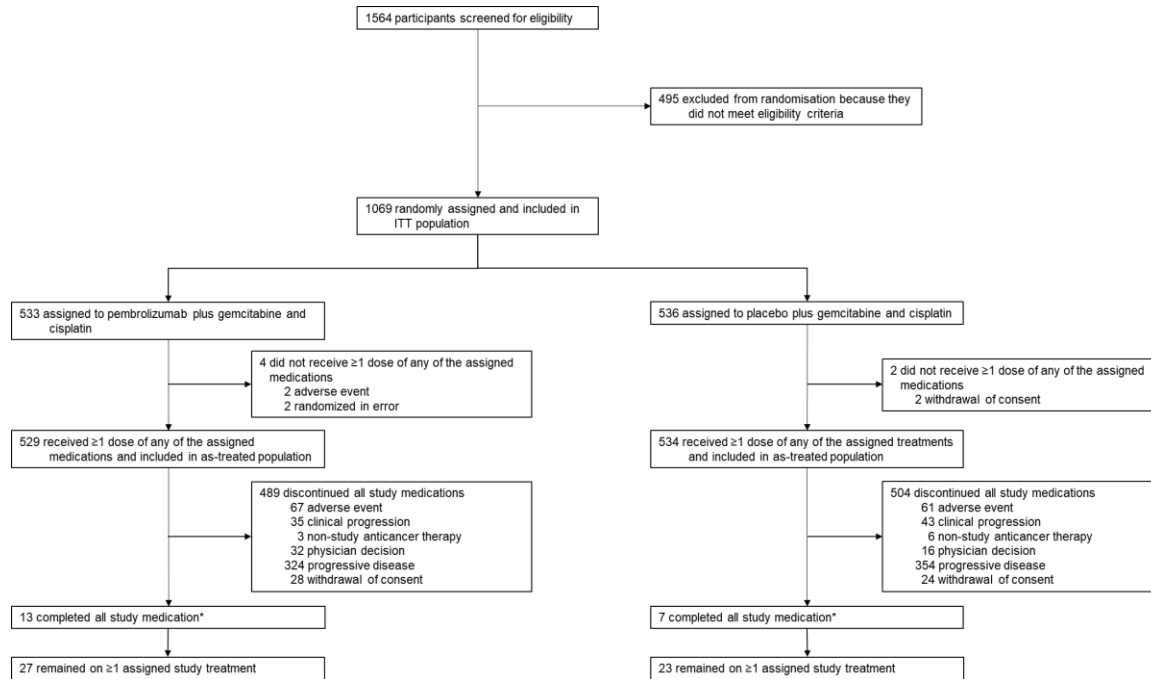 1564 participants screened for eligibility
495 excluded from randomisation because they
did not meet eligibility criteria
1069 randomly assigned and included in
ITT population
533 assigned to pembrolizumab plus gemcitabine and
cisplatin
536 assigned to placebo plus gemcitabine and cisplatin
4 did not receive ≥1 dose of any of the assigned
medications
2 adverse event
2 randomized in error
2 did not receive ≥1 dose of any of the assigned
medications
2 withdrawal of consent
529 received ≥1 dose of any of the assigned
medications and included in as-treated population
534 received ≥1 dose of any of the assigned treatments
and included in as-treated population
489 discontinued all study medications
67 adverse event
35 clinical progression
3 non-study anticancer therapy
32 physician decision
324 progressive disease
28 withdrawal of consent
504 discontinued all study medications
61 adverse event
43 clinical progression
6 non-study anticancer therapy
16 physician decision
354 progressive disease
24 withdrawal of consent
13 completed all study medication*
7 completed all study medication*
27 remained on ≥1 assigned study treatment
23 remained on ≥1 assigned study treatment